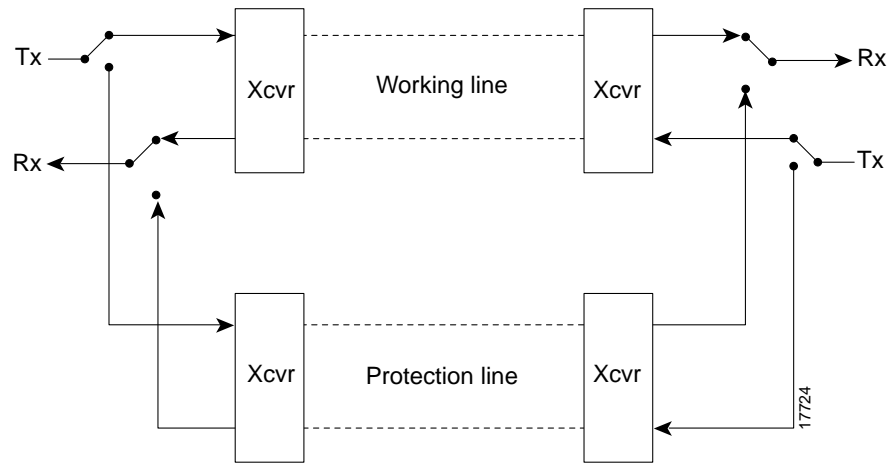 Tx
Rx
Xcvr
Working line
Xcvr
Rx
Tx
Xcvr
Protection line
Xcvr
17724